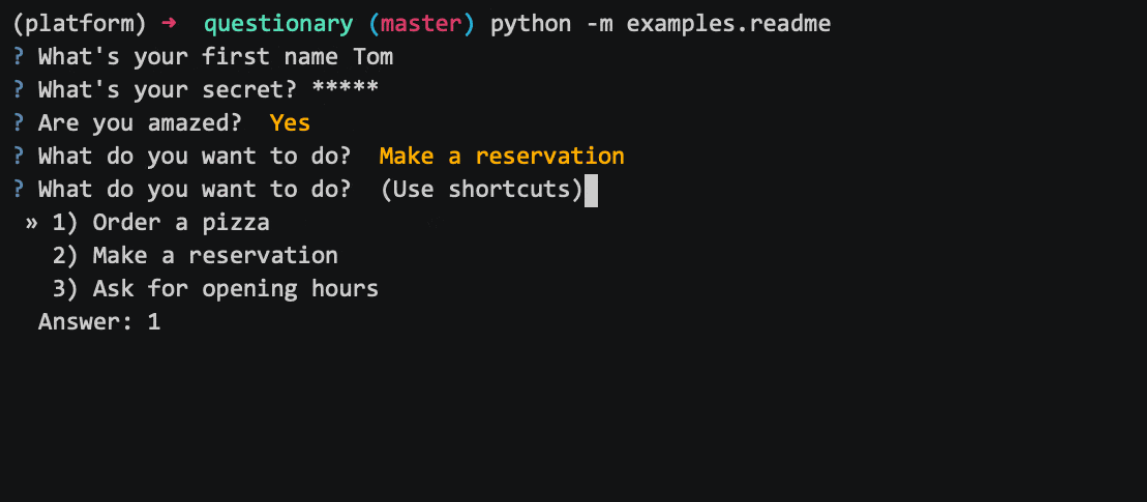 (platform) ➜  questionary (master) python -m examples.readme
? What's your first name Tom
? What's your secret? *****
? Are you amazed?  Yes
? What do you want to do?  Make a reservation
? What do you want to do?  (Use shortcuts)
» 1) Order a pizza
2) Make a reservation
3) Ask for opening hours
Answer: 1